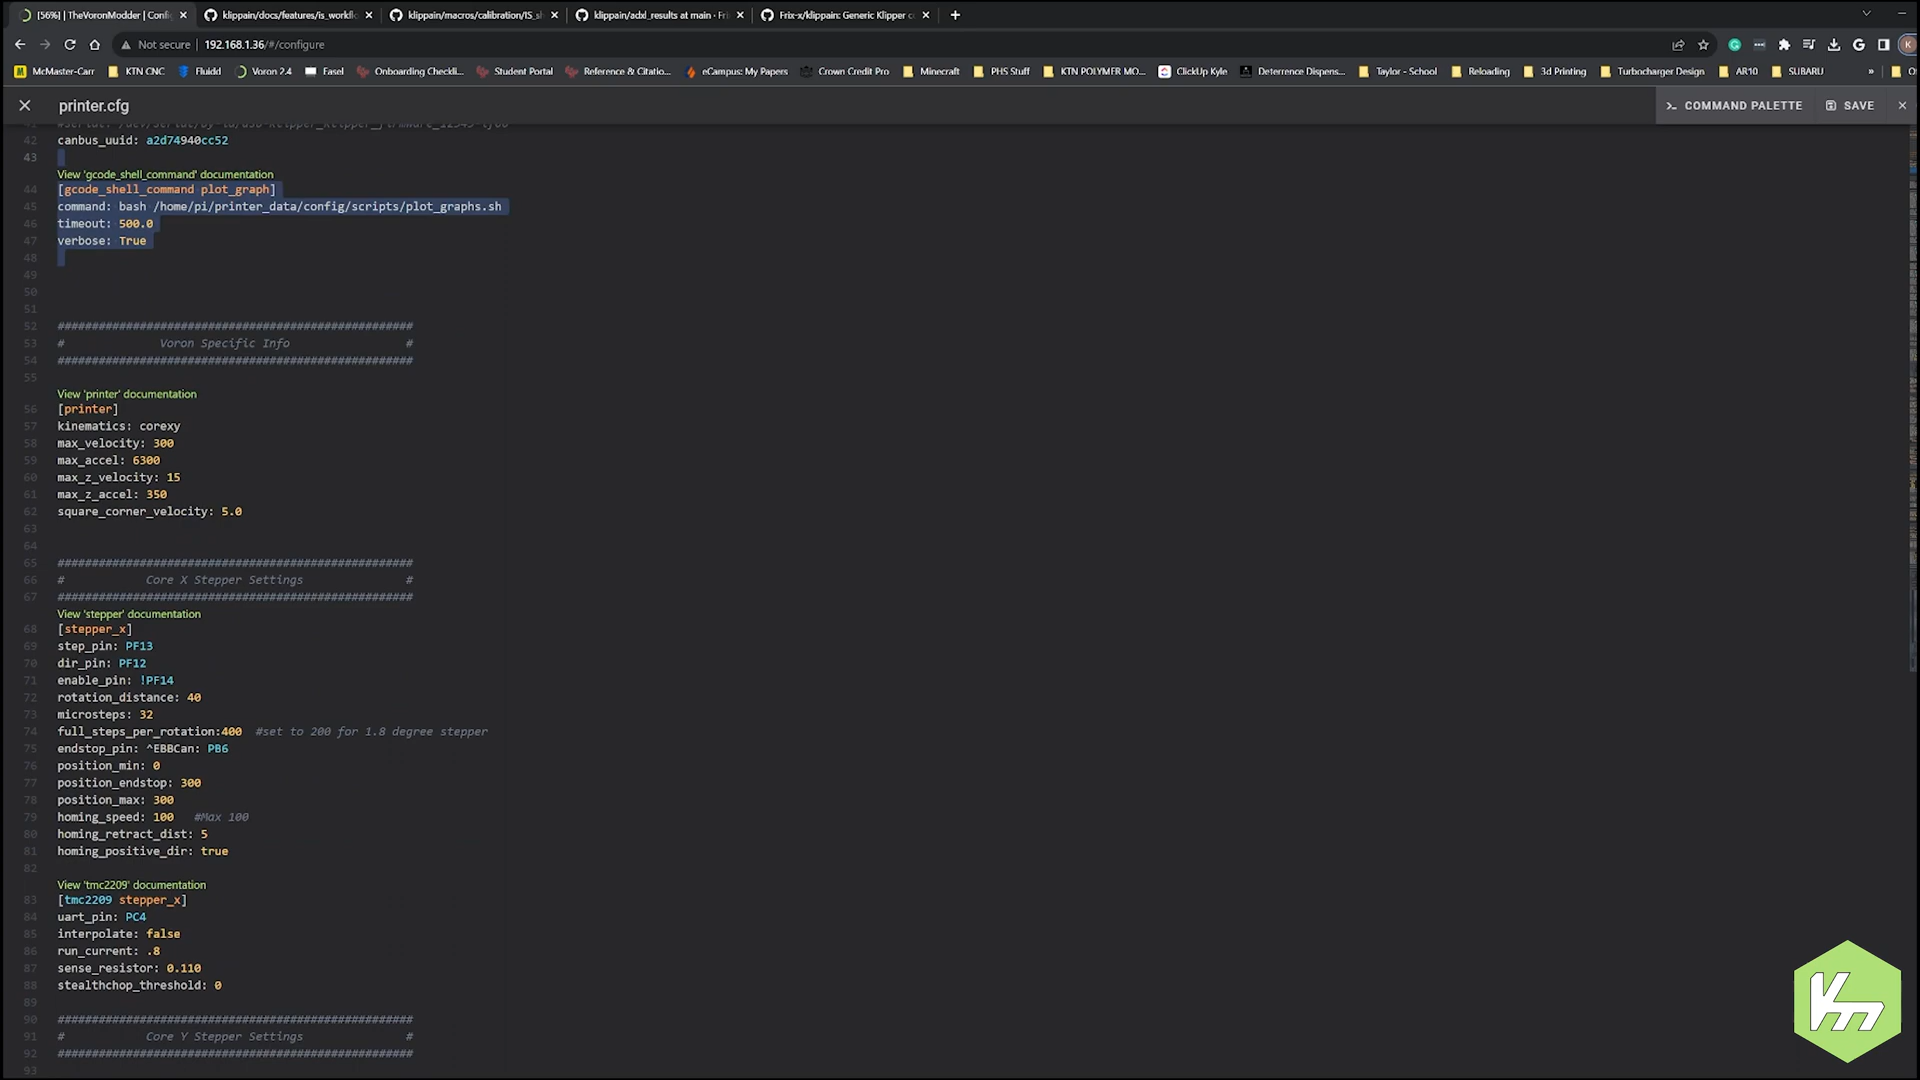 [56%] | TheVoronModder | Confi
klippain/docs/features/is_workfl
klippain/macros/calibration/IS_sh
klippain/adxl_results at main · Fri
Frix-x/klippain: Generic Klipper c
Not secure
192.168.1.36/#/configure
K
McMaster-Carr
KTN CNC
Fluidd
Voron 2.4
Easel
Onboarding Checkli...
Student Portal
Reference & Citatio...
eCampus: My Papers
Crown Credit Pro
Minecraft
PHS Stuff
KTN POLYMER MO...
ClickUp Kyle
Deterrence Dispens...
Taylor - School
Reloading
3d Printing
Turbocharger Design
AR10
SUBARU
»
printer.cfg
COMMAND PALETTE
SAVE
42 canbus_uuid: a2d74940cc52
43
View 'gcode_shell_command' documentation
44 [gcode_shell_command plot_graph]
45 command: bash /home/pi/printer_data/config/scripts/plot_graphs.sh
46 timeout: 500.0
47 verbose: True
48
49
50
51
52 ####################################################
53 # Voron Specific Info #
54 ####################################################
55
View 'printer' documentation
56 [printer]
57 kinematics: corexy
58 max_velocity: 300
59 max_accel: 6300
60 max_z_velocity: 15
61 max_z_accel: 350
62 square_corner_velocity: 5.0
63
64
65 ####################################################
66 # Core X Stepper Settings #
67 ####################################################
View 'stepper' documentation
68 [stepper_x]
69 step_pin: PF13
70 dir_pin: PF12
71 enable_pin: !PF14
72 rotation_distance: 40
73 microsteps: 32
74 full_steps_per_rotation:400 #set to 200 for 1.8 degree stepper
75 endstop_pin: ^EBBCan: PB6
76 position_min: 0
77 position_endstop: 300
78 position_max: 300
79 homing_speed: 100 #Max 100
80 homing_retract_dist: 5
81 homing_positive_dir: true
82
View 'tmc2209' documentation
83 [tmc2209 stepper_x]
84 uart_pin: PC4
85 interpolate: false
86 run_current: .8
87 sense_resistor: 0.110
88 stealthchop_threshold: 0
89
90 ####################################################
91 # Core Y Stepper Settings #
92 ####################################################
93